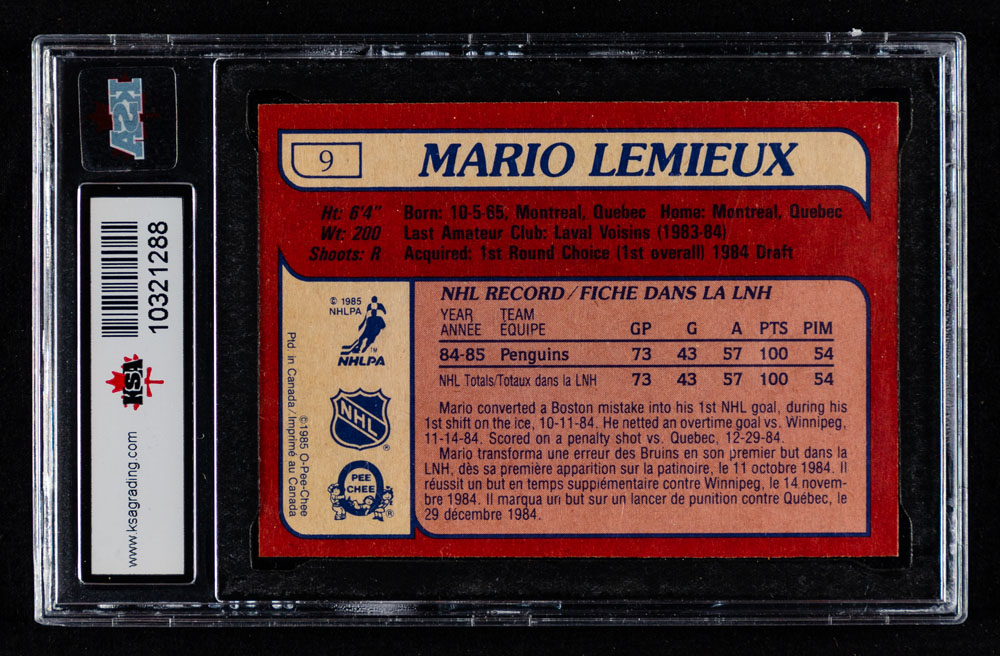 KSA
10321288
KSA
www.ksagrading.com
9
MARIO LEMIEUX
Ht: 6'4" Born: 10-5-65, Montreal, Quebec Home: Montreal, Quebec
Wt: 200 Last Amateur Club: Laval Voisins (1983-84)
Shoots: R Acquired: 1st Round Choice (1st overall) 1984 Draft
© 1985
NHLPA
TM
NHLPA
NHL
®
O
PEE
CHEE
®
Ptd. in Canada/Imprimé au Canada
©1985 O-Pee-Chee
NHL RECORD/FICHE DANS LA LNH
YEAR TEAM
ANNÉE ÉQUIPE GP G A PTS PIM
84-85 Penguins 73 43 57 100 54
NHL Totals/Totaux dans la LNH 73 43 57 100 54
Mario converted a Boston mistake into his 1st NHL goal, during his
1st shift on the ice, 10-11-84. He netted an overtime goal vs. Winnipeg,
11-14-84. Scored on a penalty shot vs. Quebec, 12-29-84.
Mario transforma une erreur des Bruins en son premier but dans la
LNH, dès sa première apparition sur la patinoire, le 11 octobre 1984. Il
réussit un but en temps supplémentaire contre Winnipeg, le 14 novem-
bre 1984. Il marqua un but sur un lancer de punition contre Québec, le
29 décembre 1984.